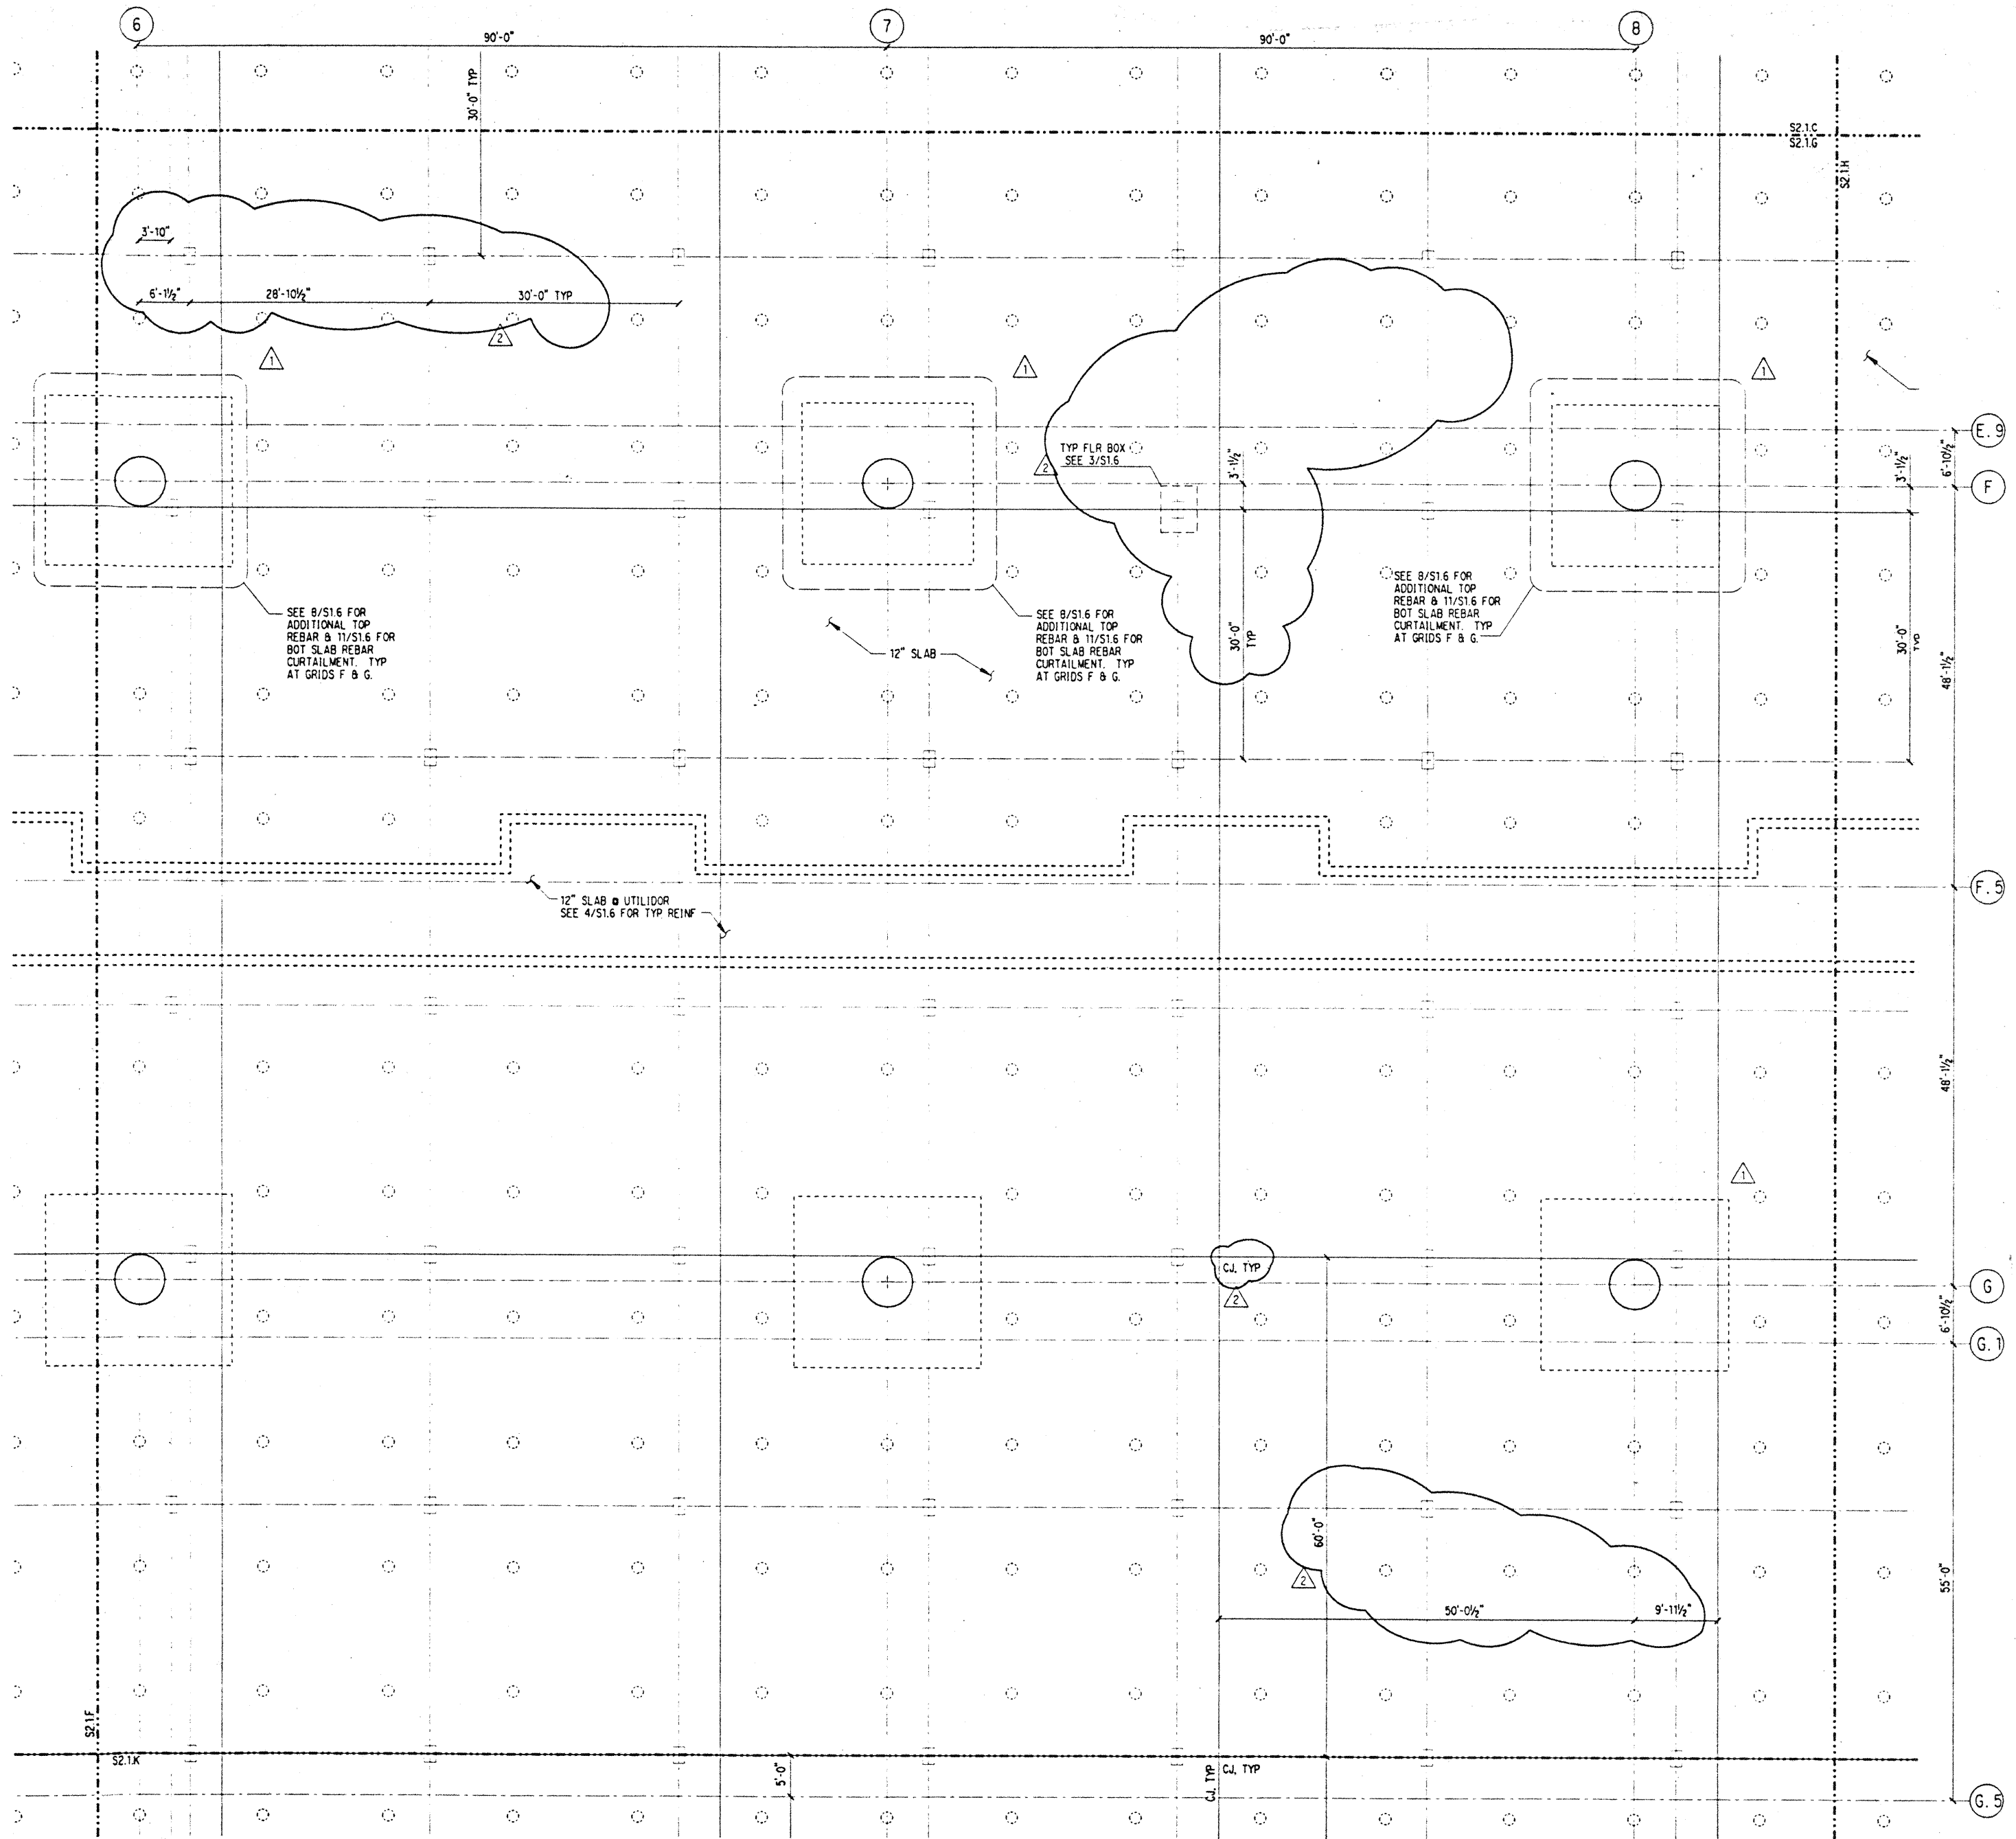 6
7
8
90'-0"
90'-0"
30'-0" TYP
S2.1.C
S2.1.G
S2.1.H
3'-10"
6'-1½"
28'-10½"
30'-0" TYP
2
1
1
1
E.9
6'-10½"
F
3'-1½"
3'-1½"
TYP FLR BOX
SEE 3/S1.6
2
SEE 8/S1.6 FOR
ADDITIONAL TOP
REBAR & 11/S1.6 FOR
BOT SLAB REBAR
CURTAILMENT. TYP
AT GRIDS F & G.
12" SLAB
SEE 8/S1.6 FOR
ADDITIONAL TOP
REBAR & 11/S1.6 FOR
BOT SLAB REBAR
CURTAILMENT. TYP
AT GRIDS F & G.
30'-0"
TYP
SEE 8/S1.6 FOR
ADDITIONAL TOP
REBAR & 11/S1.6 FOR
BOT SLAB REBAR
CURTAILMENT. TYP
AT GRIDS F & G.
30'-0"
TYP
48'-1½"
F.5
12" SLAB @ UTILIDOR
SEE 4/S1.6 FOR TYP REINF
48'-1½"
1
CJ. TYP
2
G
6'-10½"
G.1
60'-0"
2
50'-0½"
9'-11½"
55'-0"
S2.1F
S2.1.K
5'-0"
CJ. TYP
CJ. TYP
G.5